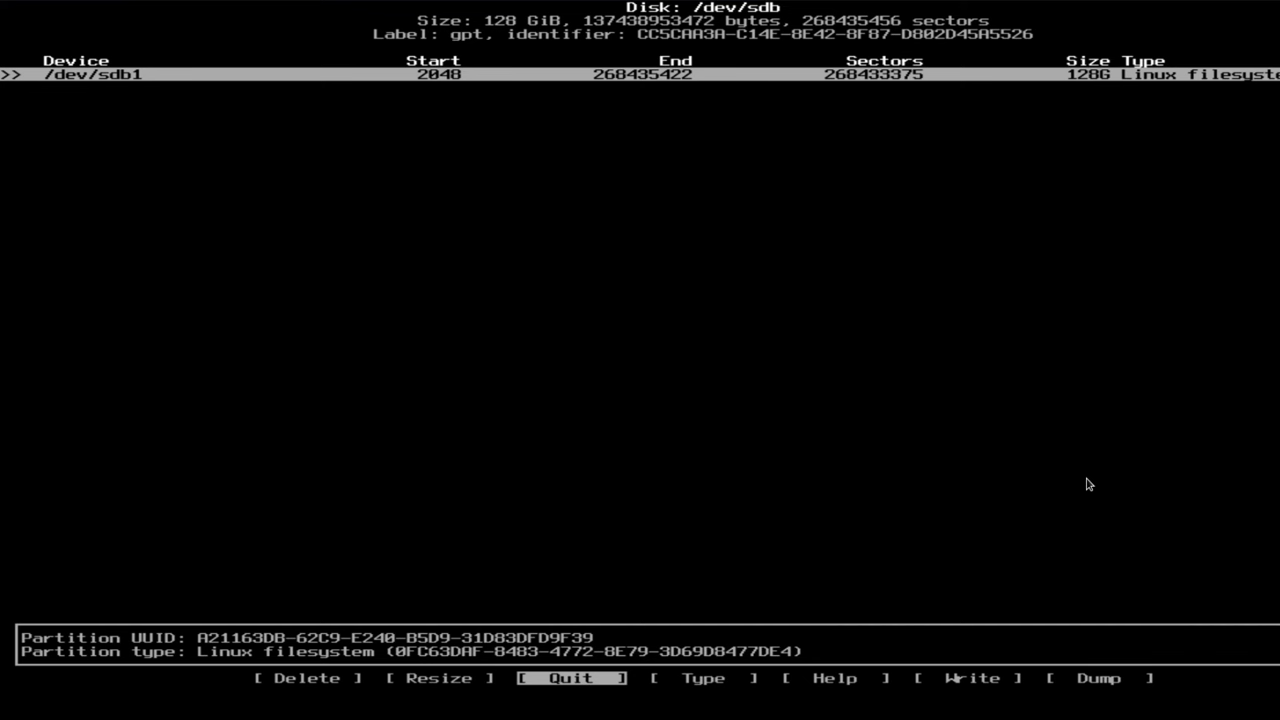 Disk: /dev/sdb
Size: 128 GiB, 137438953472 bytes, 268435456 sectors
Label: gpt, identifier: CC5CAA3A-C14E-8E42-8F87-D802D45A5526
Device Start End Sectors Size Type
>> /dev/sdb1 2048 268435422 268433375 128G Linux filesyste
Partition UUID: A21163DB-62C9-E240-B5D9-31D83DFD9F39
Partition type: Linux filesystem (0FC63DAF-8483-4772-8E79-3D69D8477DE4)
[ Delete ] [ Resize ] [ Quit ] [ Type ] [ Help ] [ Write ] [ Dump ]